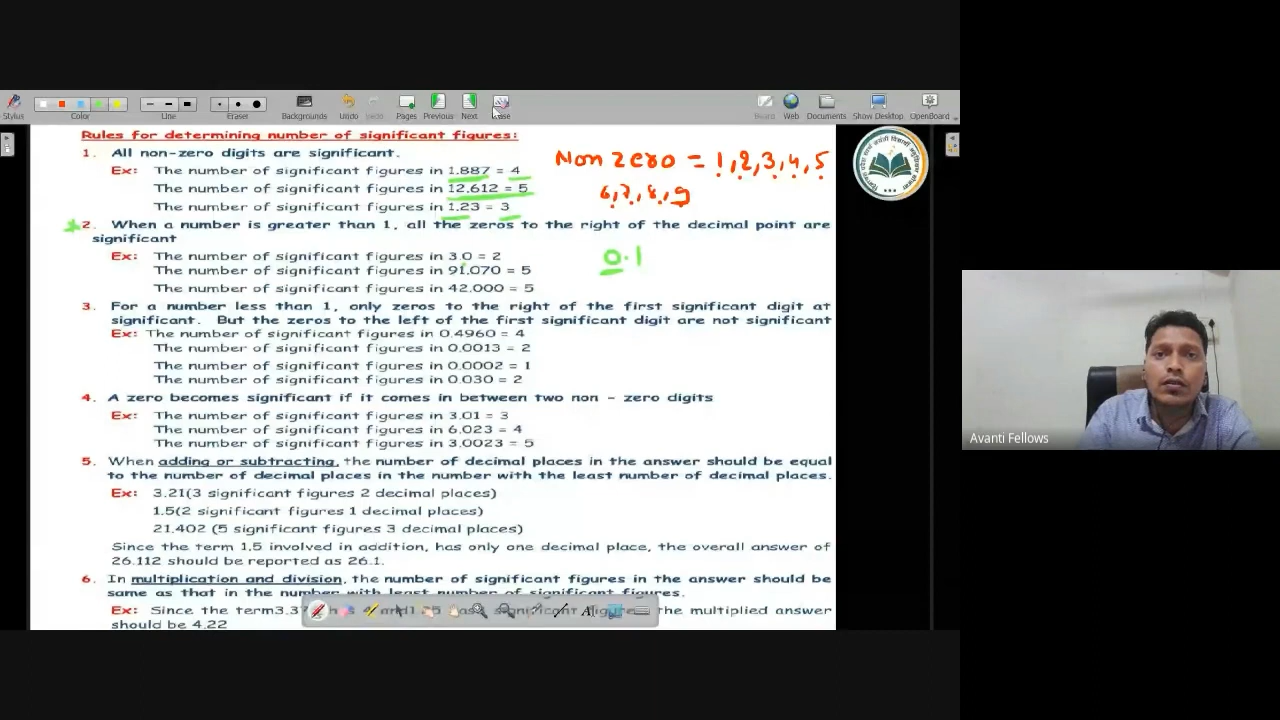 Stylus Color Line Eraser Backgrounds Undo Redo Pages Previous Next Erase Board Web Documents Show Desktop OpenBoard
Rules for determining number of significant figures:
1. All non-zero digits are significant.
Ex: The number of significant figures in 1.887 = 4
The number of significant figures in 12.612 = 5
The number of significant figures in 1.23 = 3
Non zero = 1,2,3,4,5
6,7,8,9
2. When a number is greater than 1, all the zeros to the right of the decimal point are
significant
Ex: The number of significant figures in 3.0 = 2
The number of significant figures in 91.070 = 5
The number of significant figures in 42.000 = 5
0.1
3. For a number less than 1, only zeros to the right of the first significant digit at
significant. But the zeros to the left of the first significant digit are not significant
Ex: The number of significant figures in 0.4960 = 4
The number of significant figures in 0.0013 = 2
The number of significant figures in 0.0002 = 1
The number of significant figures in 0.030 = 2
4. A zero becomes significant if it comes in between two non - zero digits
Ex: The number of significant figures in 3.01 = 3
The number of significant figures in 6.023 = 4
The number of significant figures in 3.0023 = 5
5. When adding or subtracting, the number of decimal places in the answer should be equal
to the number of decimal places in the number with the least number of decimal places.
Ex: 3.21(3 significant figures 2 decimal places)
1.5(2 significant figures 1 decimal places)
21.402 (5 significant figures 3 decimal places)
Since the term 1.5 involved in addition, has only one decimal place, the overall answer of
26.112 should be reported as 26.1.
6. In multiplication and division, the number of significant figures in the answer should be
same as that in the number with least number of significant figures.
Ex: Since the term3.37 significant figure the multiplied answer
should be 4.22
Avanti Fellows